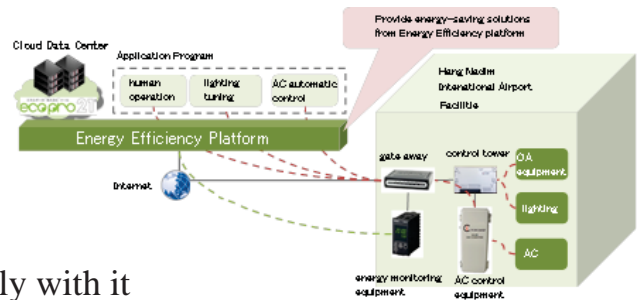 Provide energy-saving solutions
from Energy Efficiency platform
Cloud Data Center
Application Program
human
operation
lighting
tuning
AC automatic
control
ecopro21
Energy Efficiency Platform
Internet
Hang Nadim
International Airport
Facilitie
gate away
control tower
OA
equipment
lighting
AC
energy monitoring
equipment
AC control
equipment
ly with it